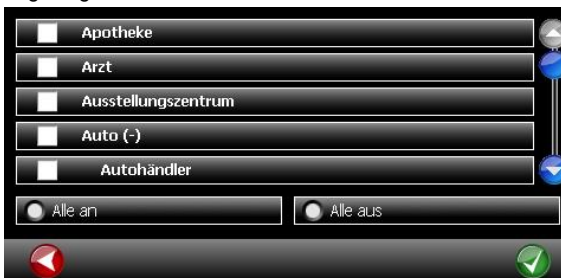 Apotheke
Arzt
Ausstellungszentrum
Auto (-)
Autohändler
Alle an
Alle aus